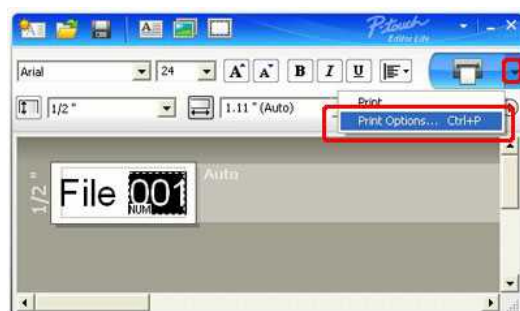 P-touch
Editor Lite
A
Arial
24
A A B I U
1/2 "
1.11 " (Auto)
Print
Print Options... Ctrl+P
1/2 "
File 001
NUM
Auto